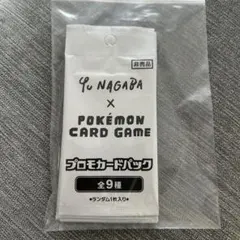 非売品
Yu NAGABA
×
POKÉMON
CARD GAME
プロモカードパック
全9種
●ランダム1枚入り●